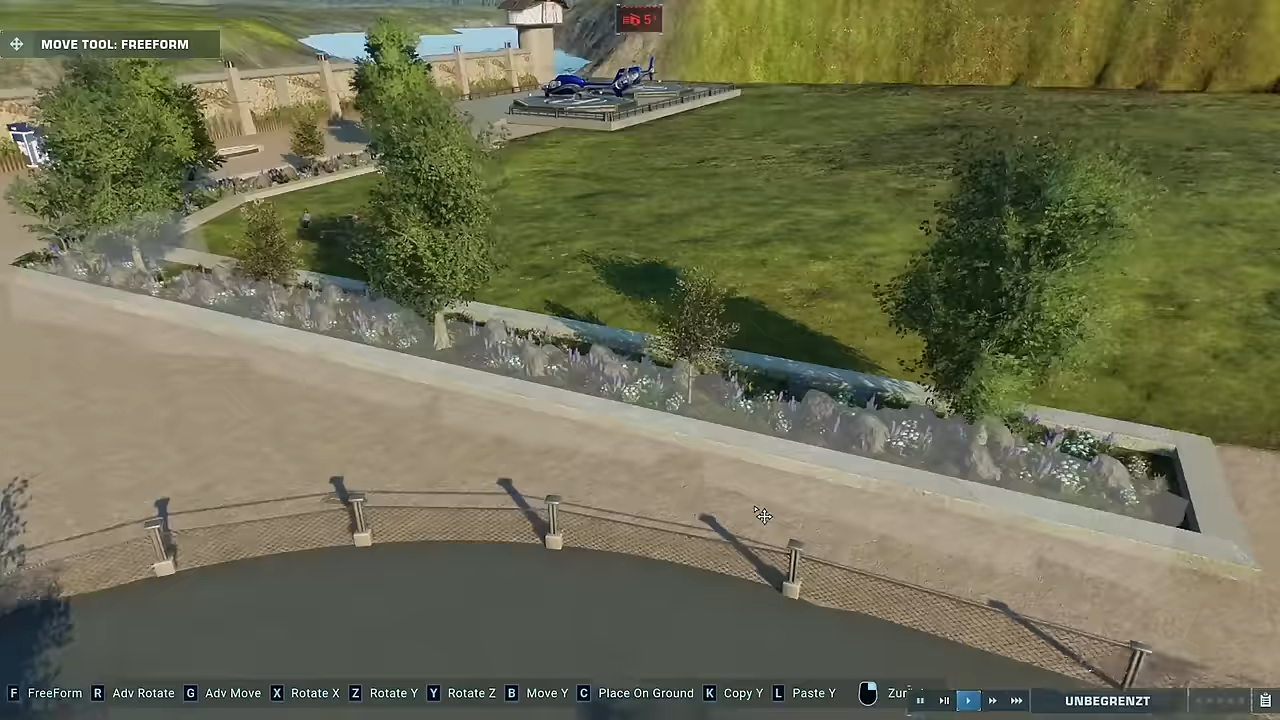 5
MOVE TOOL: FREEFORM
F FreeForm R Adv Rotate G Adv Move X Rotate X Z Rotate Y Y Rotate Z B Move Y C Place On Ground K Copy Y L Paste Y
UNBEGRENZT